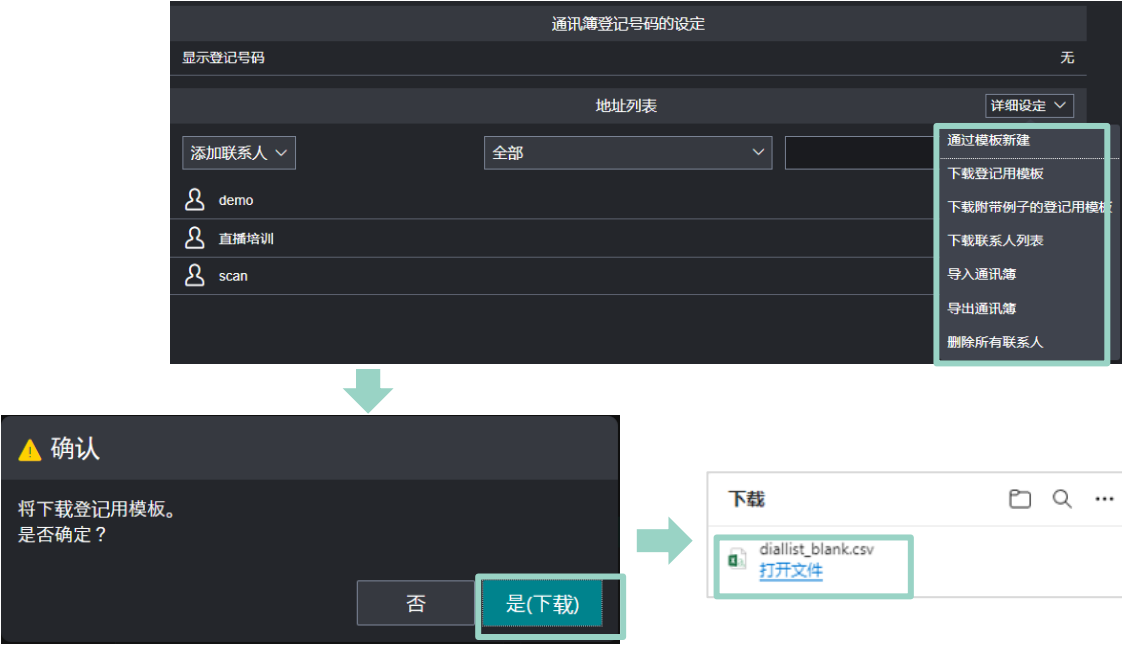 通讯簿登记号码的设定
显示登记号码 无
地址列表 详细设定
添加联系人 全部
通过模板新建
下载登记用模板
下载附带例子的登记用模板
下载联系人列表
导入通讯簿
导出通讯簿
删除所有联系人
demo
直播培训
scan
确认
将下载登记用模板。
是否确定？
否 是(下载)
下载
diallist_blank.csv
打开文件